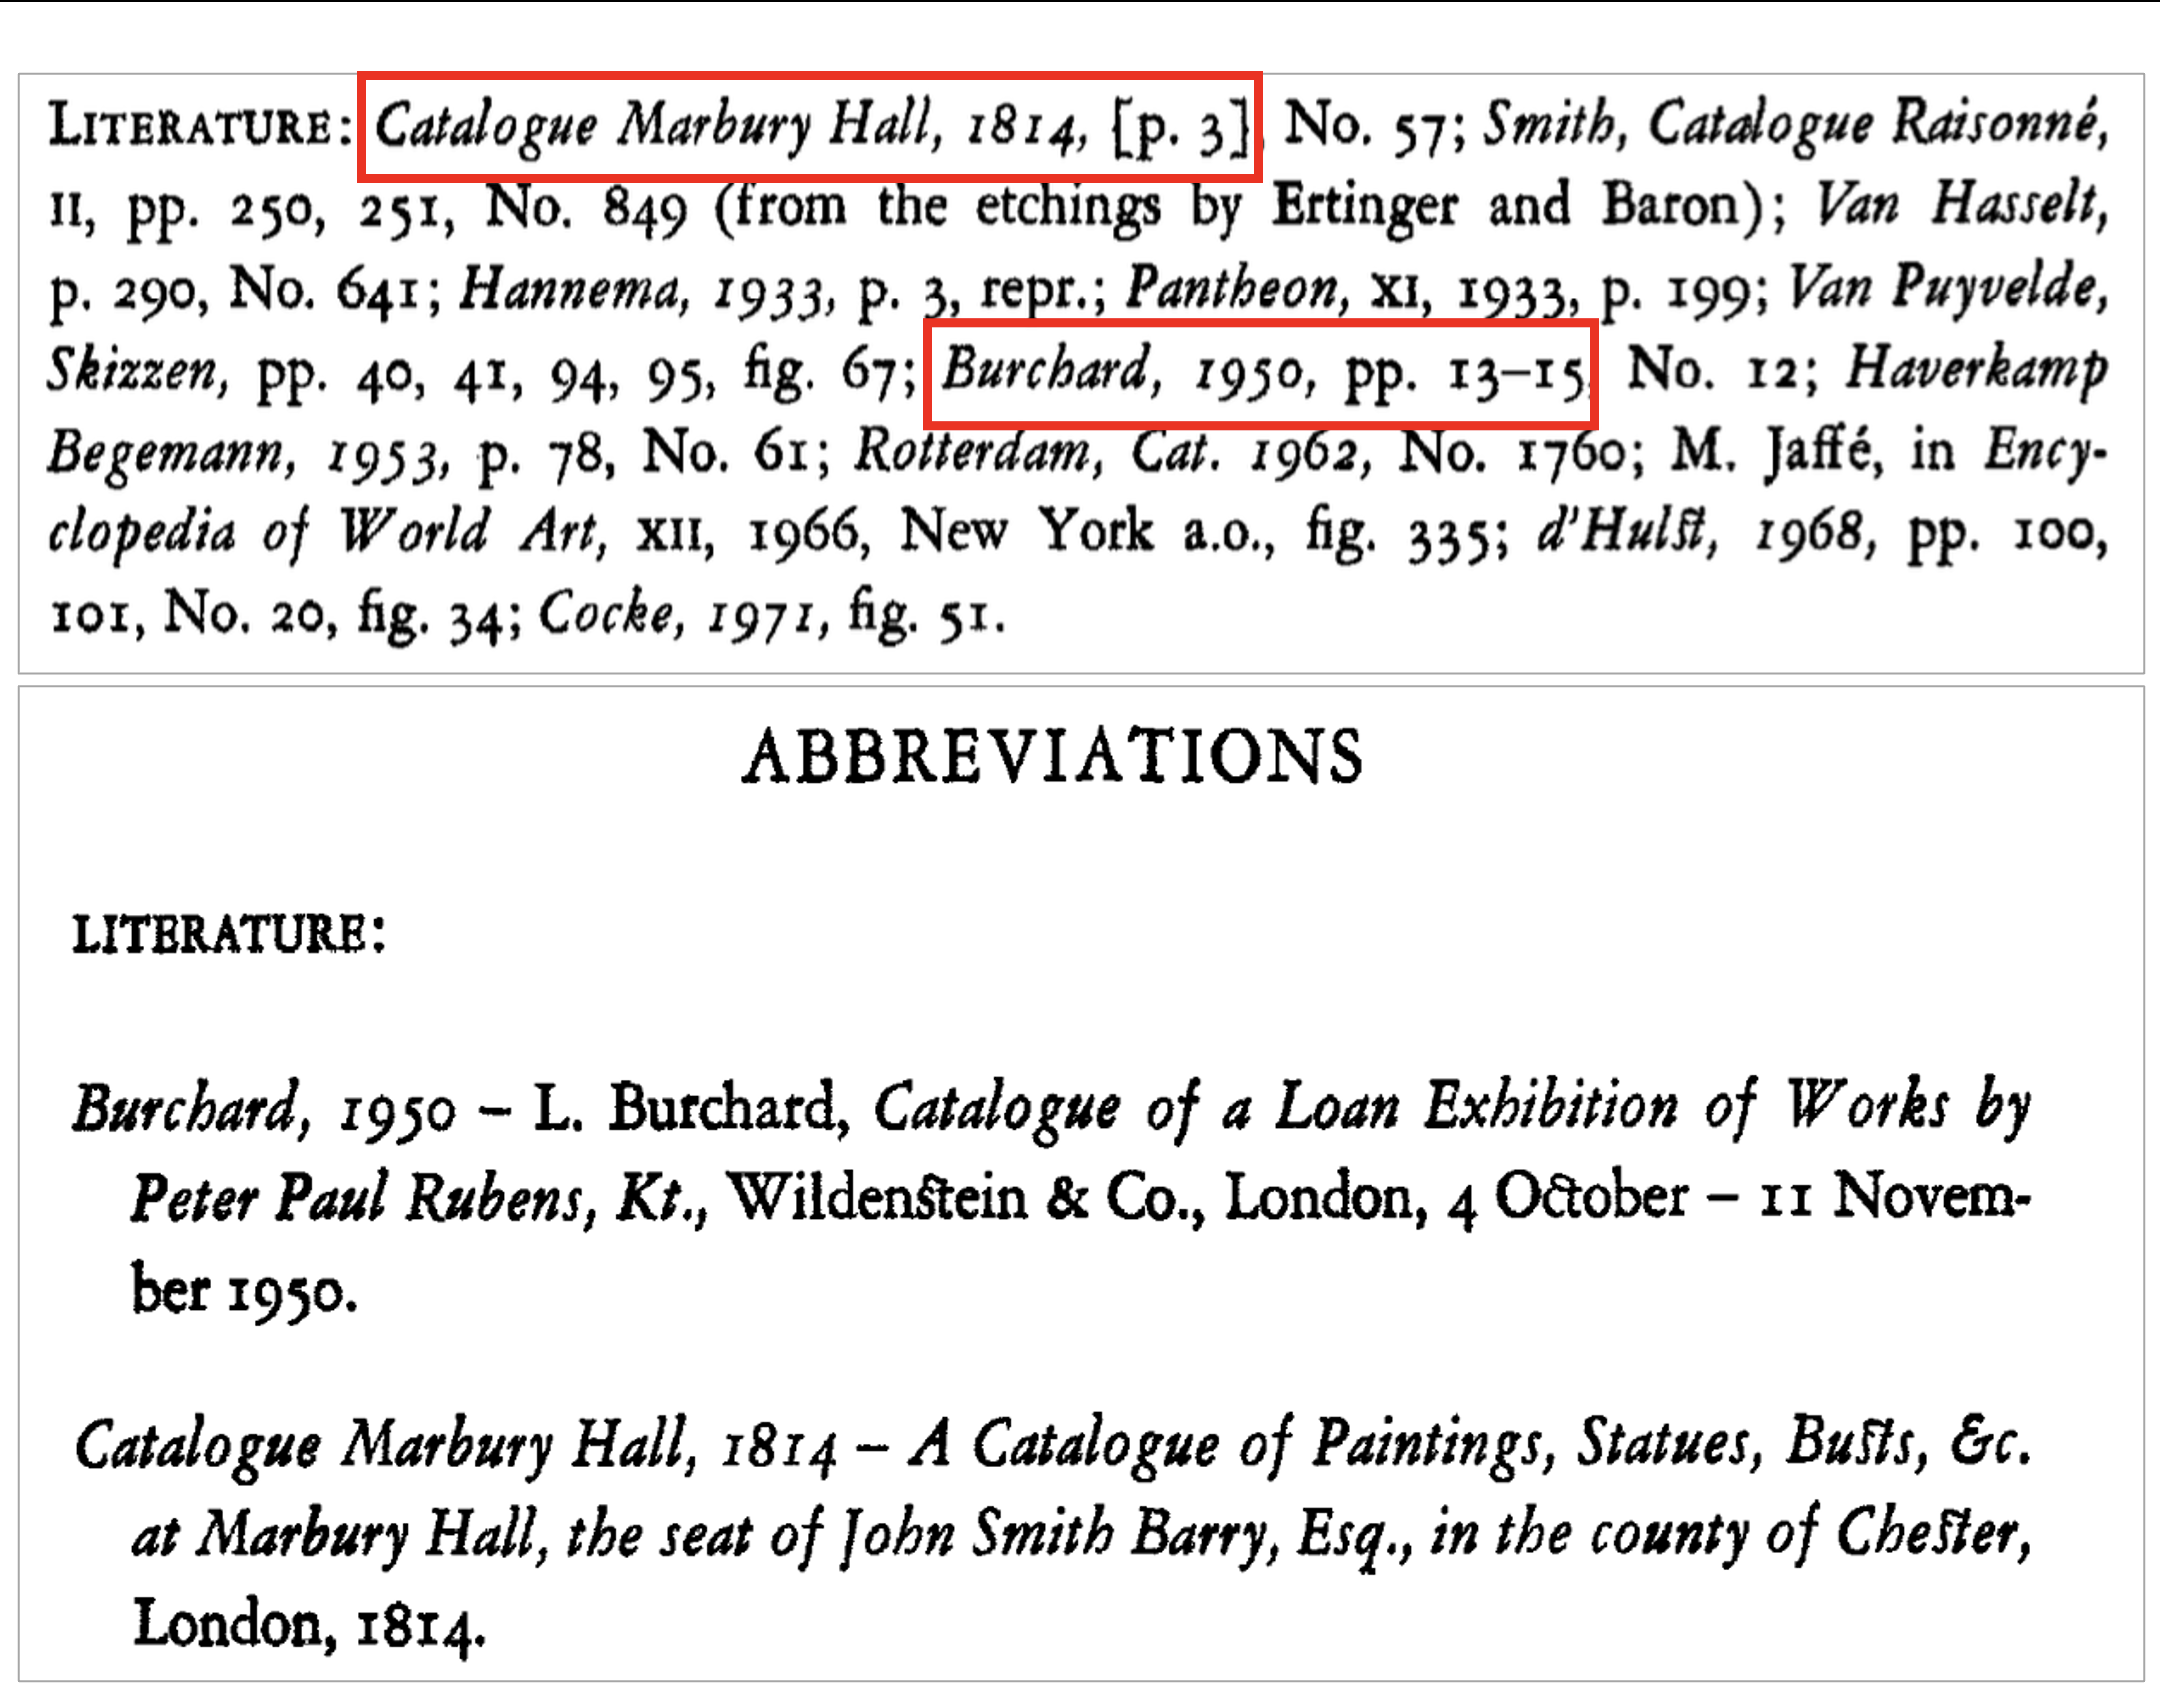 LITERATURE: Catalogue Marbury Hall, 1814, [p. 3], No. 57; Smith, Catalogue Raisonné,
II, pp. 250, 251, No. 849 (from the etchings by Ertinger and Baron); Van Hasselt,
p. 290, No. 641; Hannema, 1933, p. 3, repr.; Pantheon, XI, 1933, p. 199; Van Puyvelde,
Skizzen, pp. 40, 41, 94, 95, fig. 67; Burchard, 1950, pp. 13–15, No. 12; Haverkamp
Begemann, 1953, p. 78, No. 61; Rotterdam, Cat. 1962, No. 1760; M. Jaffé, in Ency-
clopedia of World Art, XII, 1966, New York a.o., fig. 335; d'Hulst, 1968, pp. 100,
101, No. 20, fig. 34; Cocke, 1971, fig. 51.
ABBREVIATIONS
LITERATURE:
Burchard, 1950 – L. Burchard, Catalogue of a Loan Exhibition of Works by
Peter Paul Rubens, Kt., Wildenstein & Co., London, 4 October – 11 Novem-
ber 1950.
Catalogue Marbury Hall, 1814 – A Catalogue of Paintings, Statues, Busts, &c.
at Marbury Hall, the seat of John Smith Barry, Esq., in the county of Chester,
London, 1814.